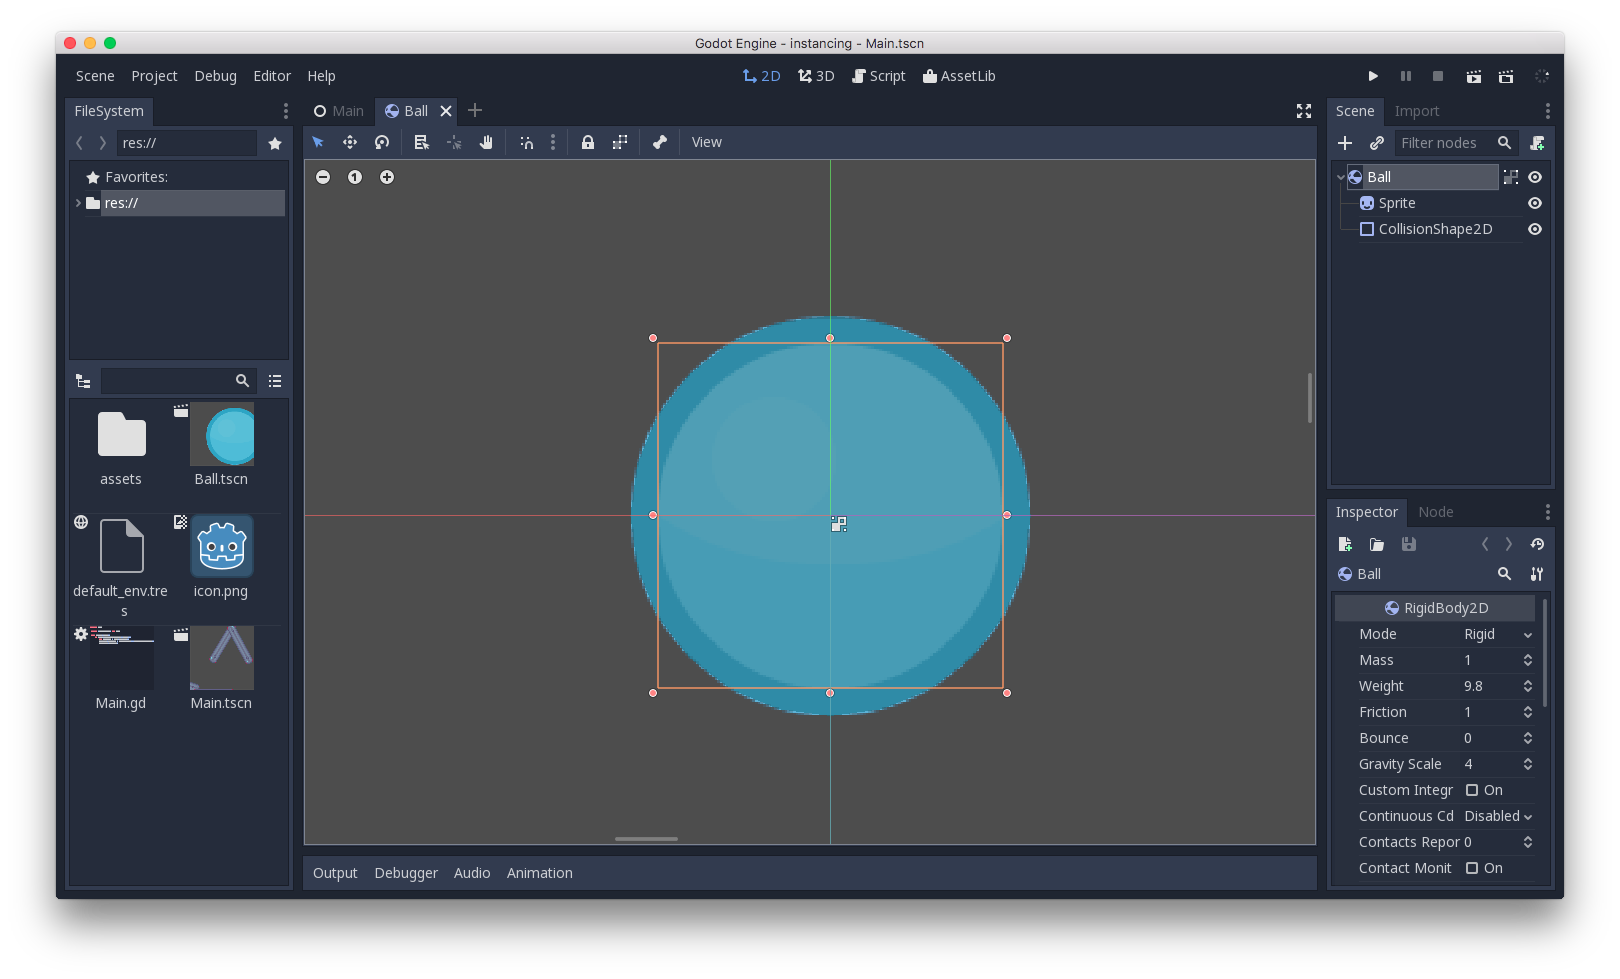 Godot Engine - instancing - Main.tscn
Scene Project Debug Editor Help
2D 3D Script AssetLib
FileSystem
res://
Favorites:
res://
assets
Ball.tscn
default_env.tre
s
icon.png
Main.gd
Main.tscn
Main Ball
View
1
Output Debugger Audio Animation
Scene Import
Filter nodes
Ball
Sprite
CollisionShape2D
Inspector Node
Ball
RigidBody2D
Mode Rigid
Mass 1
Weight 9.8
Friction 1
Bounce 0
Gravity Scale 4
Custom Integr On
Continuous Cd Disabled
Contacts Repor 0
Contact Monit On